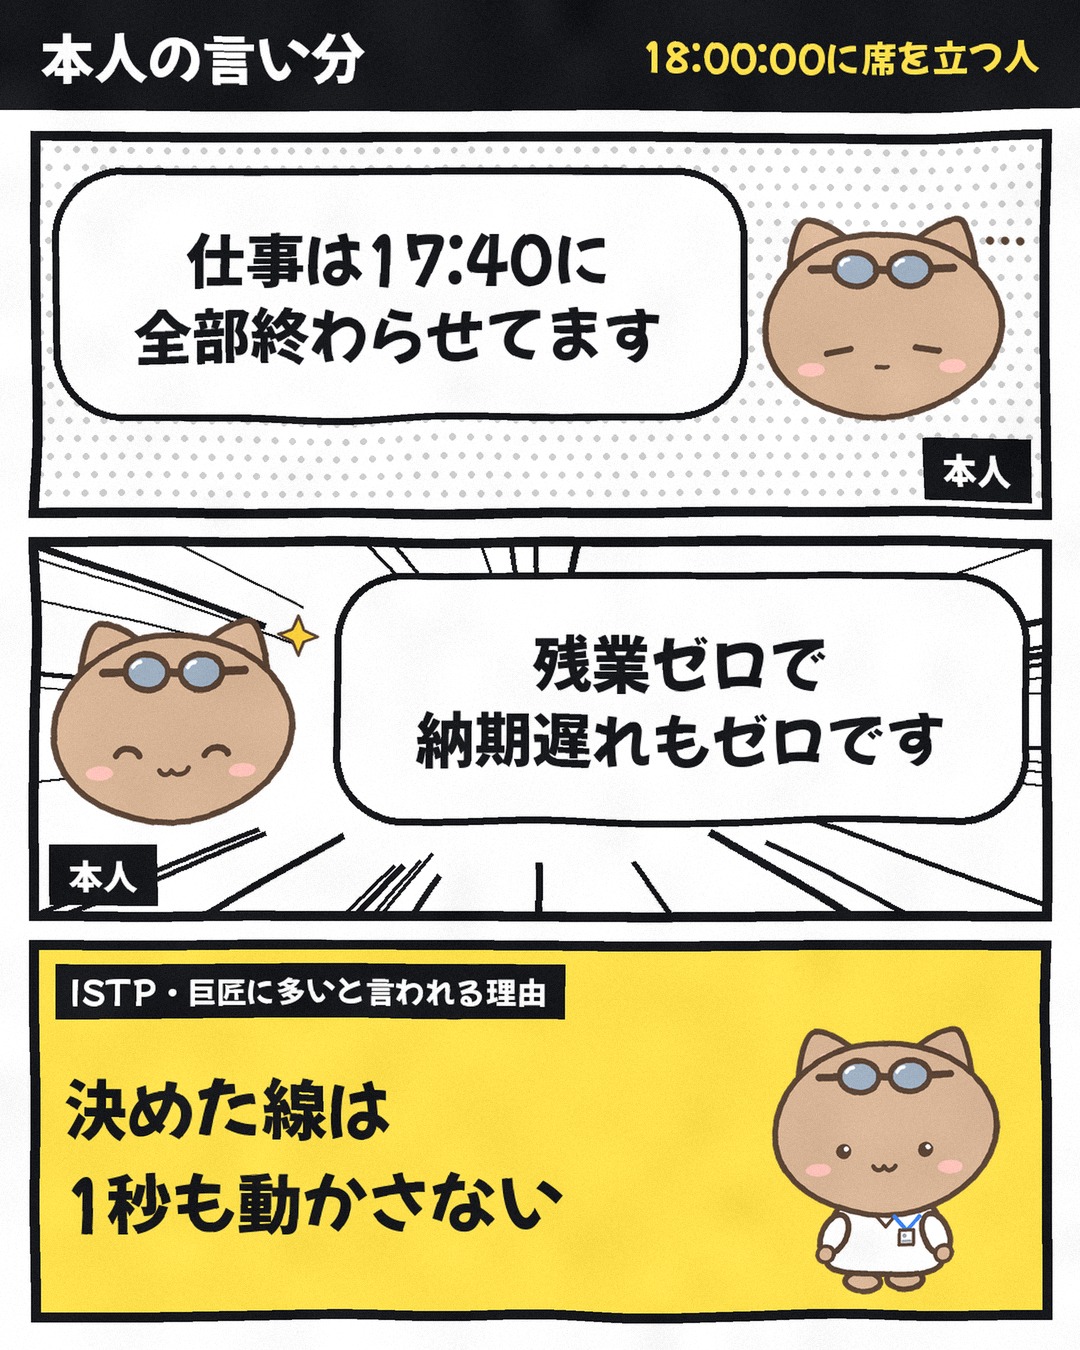 本人の言い分
18:00:00に席を立つ人
仕事は17:40に
全部終わらせてます
本人
残業ゼロで
納期遅れもゼロです
本人
ISTP・巨匠に多いと言われる理由
決めた線は
1秒も動かさない